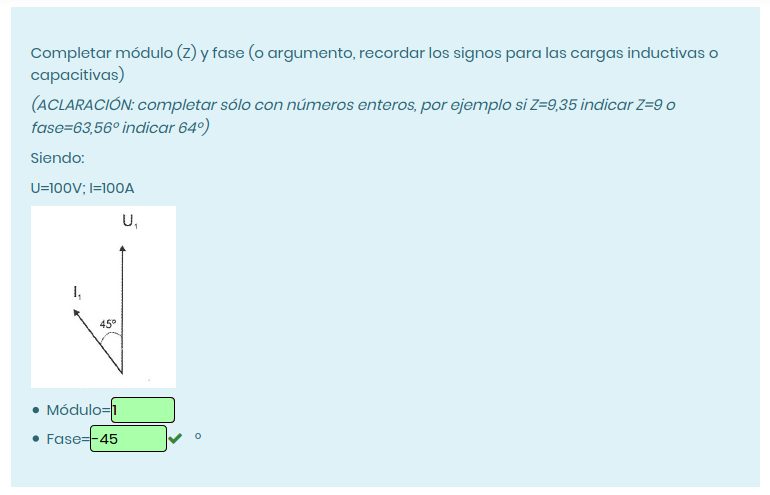 Completar módulo (Z) y fase (o argumento, recordar los signos para las cargas inductivas o
capacitivas)
(ACLARACIÓN: completar sólo con números enteros, por ejemplo si Z=9,35 indicar Z=9 o
fase=63,56º indicar 64º)
Siendo:
U=100V; I=100A
U₁
I₁
45º
• Módulo=1
• Fase=-45 ✔ º